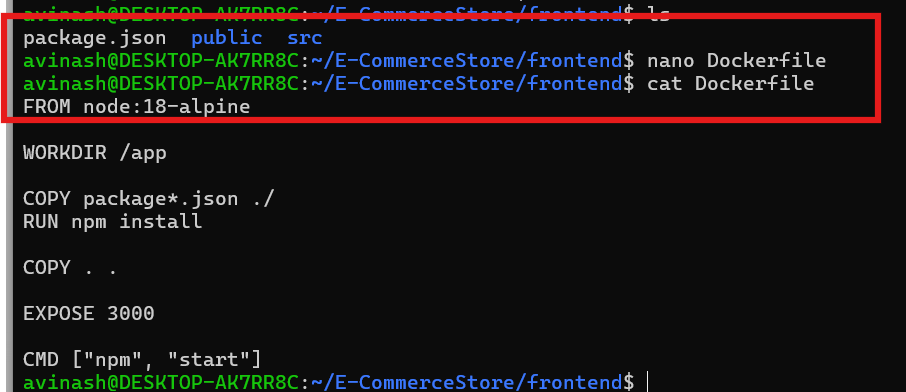 avinash@DESKTOP-AK7RR8C:~/E-CommerceStore/frontend$ ls
package.json  public  src
avinash@DESKTOP-AK7RR8C:~/E-CommerceStore/frontend$ nano Dockerfile
avinash@DESKTOP-AK7RR8C:~/E-CommerceStore/frontend$ cat Dockerfile
FROM node:18-alpine
WORKDIR /app
COPY package*.json ./
RUN npm install
COPY . .
EXPOSE 3000
CMD ["npm", "start"]
avinash@DESKTOP-AK7RR8C:~/E-CommerceStore/frontend$